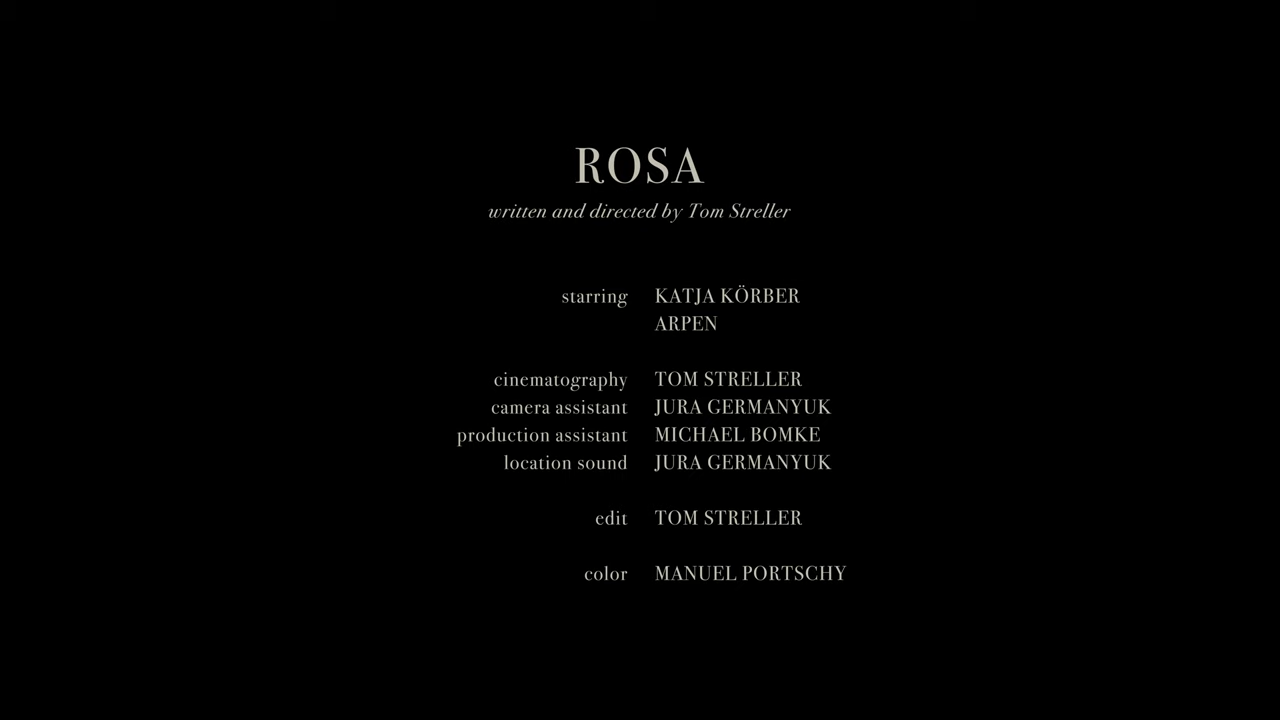 ROSA
written and directed by Tom Streller
starring KATJA KÖRBER
ARPEN
cinematography TOM STRELLER
camera assistant JURA GERMANYUK
production assistant MICHAEL BOMKE
location sound JURA GERMANYUK
edit TOM STRELLER
color MANUEL PORTSCHY